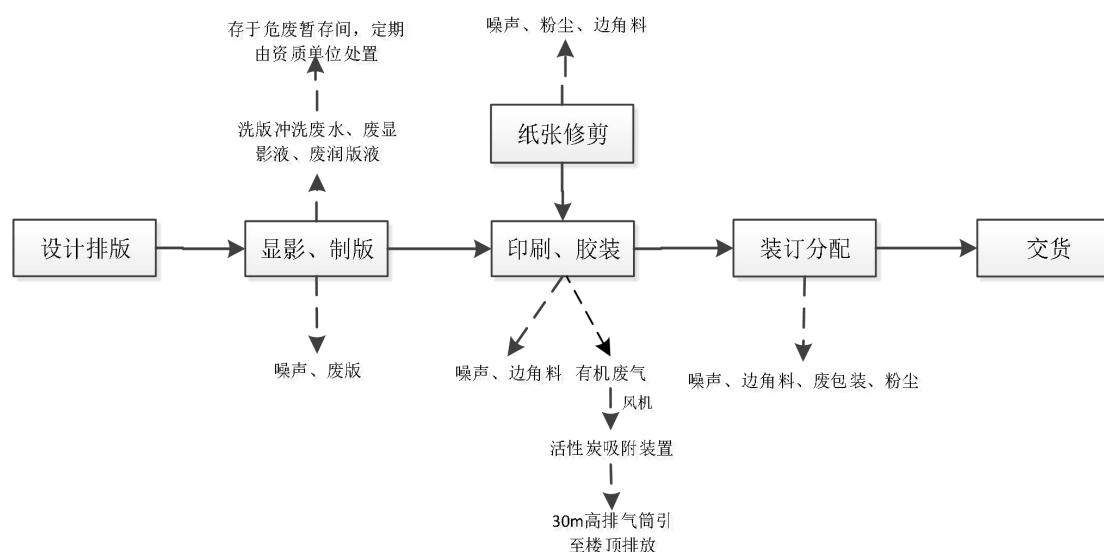 存于危废暂存间，定期
由资质单位处置
噪声、粉尘、边角料
洗版冲洗废水、废显
影液、废润版液
纸张修剪
设计排版
显影、制版
印刷、胶装
装订分配
交货
噪声、废版
噪声、边角料
有机废气
噪声、边角料、废包装、粉尘
风机
活性炭吸附装置
30m高排气筒引
至楼顶排放